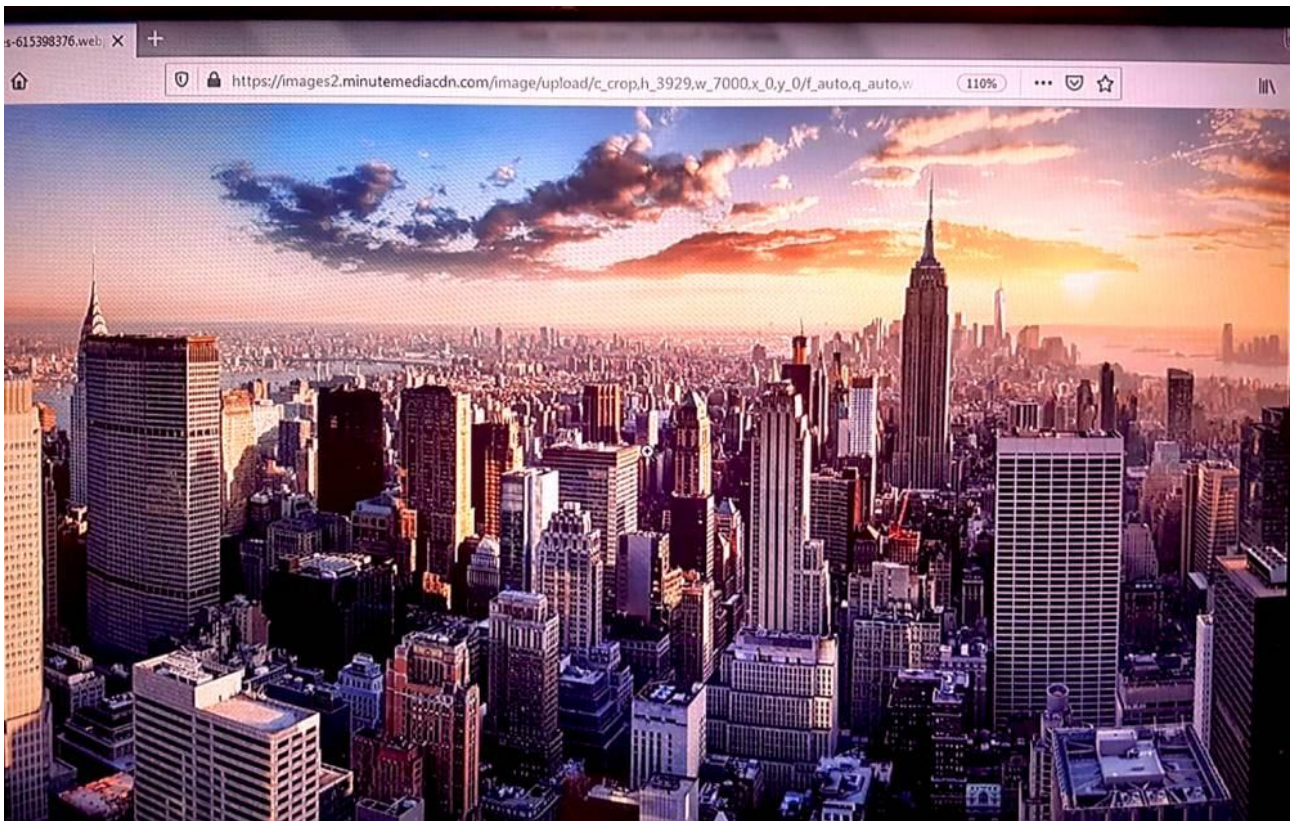 s-615398376.web
https://images2.minutemediacdn.com/image/upload/c_crop,h_3929,w_7000,x_0,y_0/f_auto,q_auto,w
110%